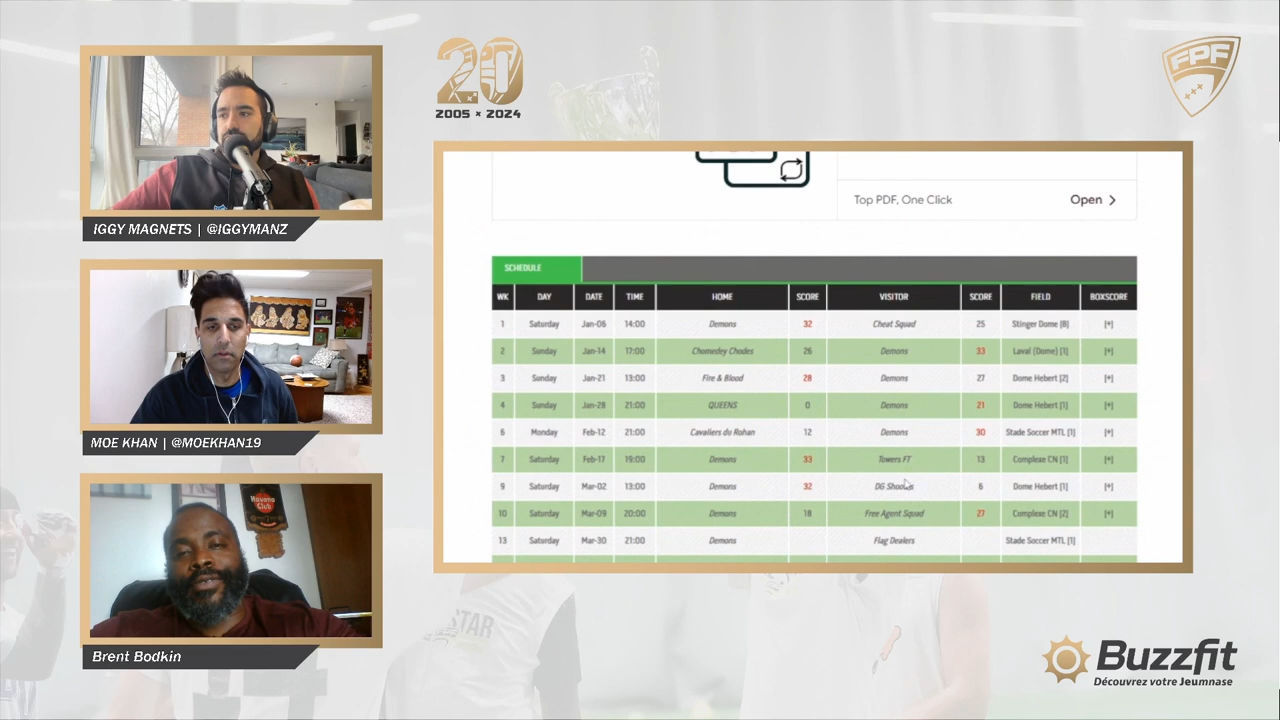 20
2005 × 2024
FPF
IGGY MAGNETS | @IGGYMANZ
MOE KHAN | @MOEKHAN19
Havana
Club
Brent Bodkin
Top PDF, One Click Open >
SCHEDULE
WK DAY DATE TIME HOME SCORE VISITOR SCORE FIELD BOXSCORE
1 Saturday Jan-06 14:00 Demons 32 Cheat Squad 25 Stinger Dome [B] [+]
2 Sunday Jan-14 17:00 Chomedey Chodes 26 Demons 33 Laval (Dome) [1] [+]
3 Sunday Jan-21 13:00 Fire & Blood 28 Demons 27 Dome Hebert [2] [+]
4 Sunday Jan-28 21:00 QUEENS 0 Demons 21 Dome Hebert [1] [+]
6 Monday Feb-12 21:00 Cavaliers du Rohan 12 Demons 30 Stade Soccer MTL [1] [+]
7 Saturday Feb-17 19:00 Demons 33 Towers FT 13 Complexe CN [1] [+]
9 Saturday Mar-02 13:00 Demons 32 DG Shooters 6 Dome Hebert [1] [+]
10 Saturday Mar-09 20:00 Demons 18 Free Agent Squad 27 Complexe CN [2] [+]
13 Saturday Mar-30 21:00 Demons Flag Dealers Stade Soccer MTL [1]
STAR
Buzzfit
Découvrez votre Jeumnase